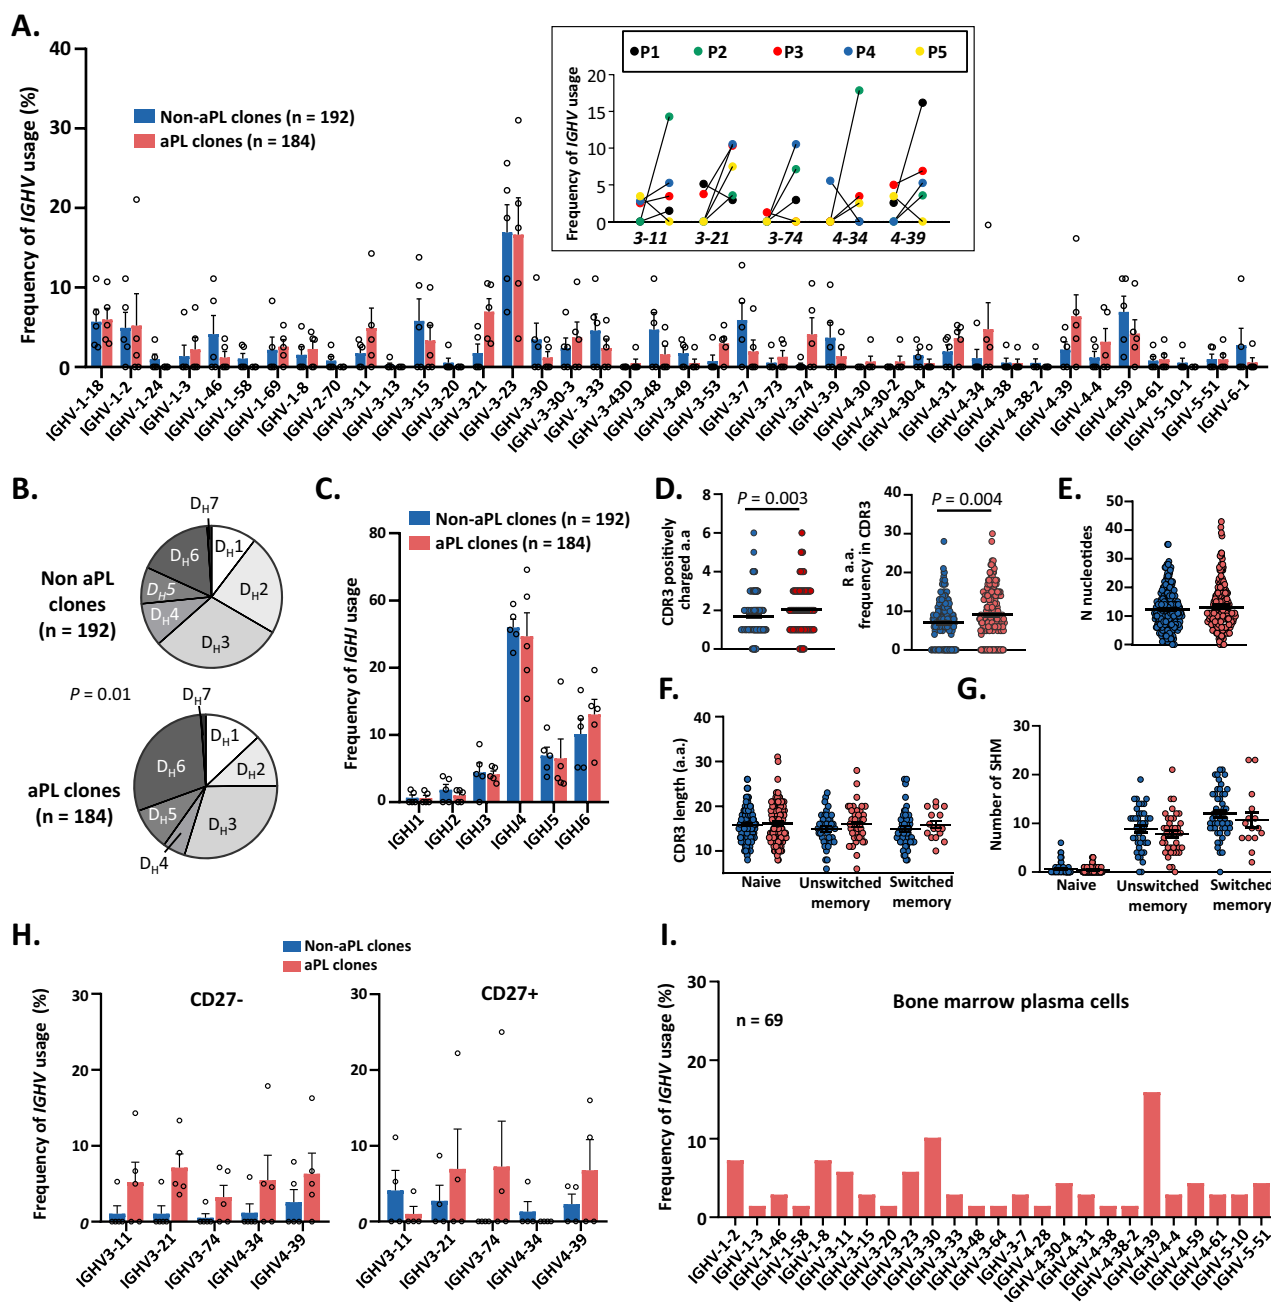 A.
Frequency of IGHV usage (%)
40
30
20
10
0
Non-aPL clones (n = 192)
aPL clones (n = 184)
P1 P2 P3 P4 P5
Frequency of IGHV usage
20
15
10
5
0
3-11 3-21 3-74 4-34 4-39
IGHV-1-18
IGHV-1-2
IGHV-1-24
IGHV-1-3
IGHV-1-46
IGHV-1-58
IGHV-1-69
IGHV-1-8
IGHV-2-70
IGHV-3-11
IGHV-3-13
IGHV-3-15
IGHV-3-20
IGHV-3-21
IGHV-3-23
IGHV-3-30
IGHV-3-30-3
IGHV-3-33
IGHV-3-43D
IGHV-3-48
IGHV-3-49
IGHV-3-53
IGHV-3-7
IGHV-3-73
IGHV-3-74
IGHV-3-9
IGHV-4-30
IGHV-4-30-2
IGHV-4-30-4
IGHV-4-31
IGHV-4-34
IGHV-4-38
IGHV-4-38-2
IGHV-4-39
IGHV-4-4
IGHV-4-59
IGHV-4-61
IGHV-5-10-1
IGHV-5-51
IGHV-6-1
B.
Non aPL
clones
(n = 192)
DH7
DH1
DH2
DH3
DH4
DH5
DH6
P = 0.01
aPL clones
(n = 184)
DH7
DH1
DH2
DH3
DH4
DH5
DH6
C.
Non-aPL clones (n = 192)
aPL clones (n = 184)
Frequency of IGHJ usage
80
60
20
10
0
IGHJ1
IGHJ2
IGHJ3
IGHJ4
IGHJ5
IGHJ6
D.
CDR3 positively
charged a.a
8
6
4
2
0
P = 0.003
R a.a.
frequency in CDR3
40
30
20
10
0
P = 0.004
E.
N nucleotides
50
40
30
20
10
0
F.
CDR3 length (a.a.)
40
30
20
10
Naive
Unswitched
memory
Switched
memory
G.
Number of SHM
30
20
10
0
Naive
Unswitched
memory
Switched
memory
H.
Non-aPL clones
aPL clones
Frequency of IGHV usage (%)
30
20
10
0
CD27-
IGHV3-11
IGHV3-21
IGHV3-74
IGHV4-34
IGHV4-39
30
20
10
0
CD27+
IGHV3-11
IGHV3-21
IGHV3-74
IGHV4-34
IGHV4-39
I.
Frequency of IGHV usage (%)
30
20
10
0
Bone marrow plasma cells
n = 69
IGHV-1-2
IGHV-1-3
IGHV-1-46
IGHV-1-58
IGHV-1-8
IGHV-3-11
IGHV-3-15
IGHV-3-20
IGHV-3-23
IGHV-3-30
IGHV-3-33
IGHV-3-48
IGHV-3-64
IGHV-3-7
IGHV-4-28
IGHV-4-30-4
IGHV-4-31
IGHV-4-38
IGHV-4-38-2
IGHV-4-39
IGHV-4-4
IGHV-4-59
IGHV-4-61
IGHV-5-10
IGHV-5-51